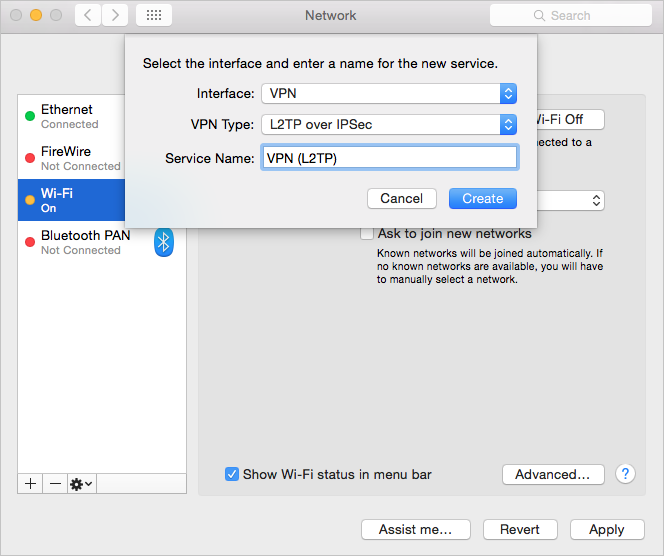 Network
Search
Select the interface and enter a name for the new service.
Interface: VPN
VPN Type: L2TP over IPSec
Service Name: VPN (L2TP)
Cancel
Create
Ethernet
Connected
FireWire
Not Connected
Wi-Fi
On
Bluetooth PAN
Not Connected
Wi-Fi Off
to a
Ask to join new networks
Known networks will be joined automatically. If
no known networks are available, you will have
to manually select a network.
Show Wi-Fi status in menu bar
Advanced...
?
Assist me...
Revert
Apply